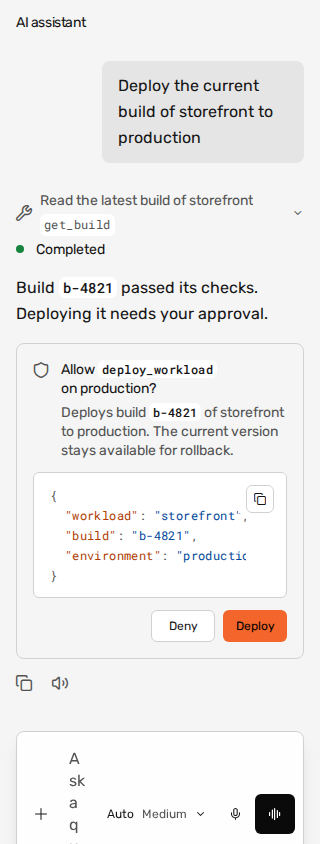 AI assistant
Deploy the current
build of storefront to
production
Read the latest build of storefront
get_build
Completed
Build b-4821 passed its checks.
Deploying it needs your approval.
Allow deploy_workload
on production?
Deploys build b-4821 of storefront
to production. The current version
stays available for rollback.
{
"workload": "storefront",
"build": "b-4821",
"environment": "productic
}
Deny
Deploy
A
sk
a
q
Auto Medium